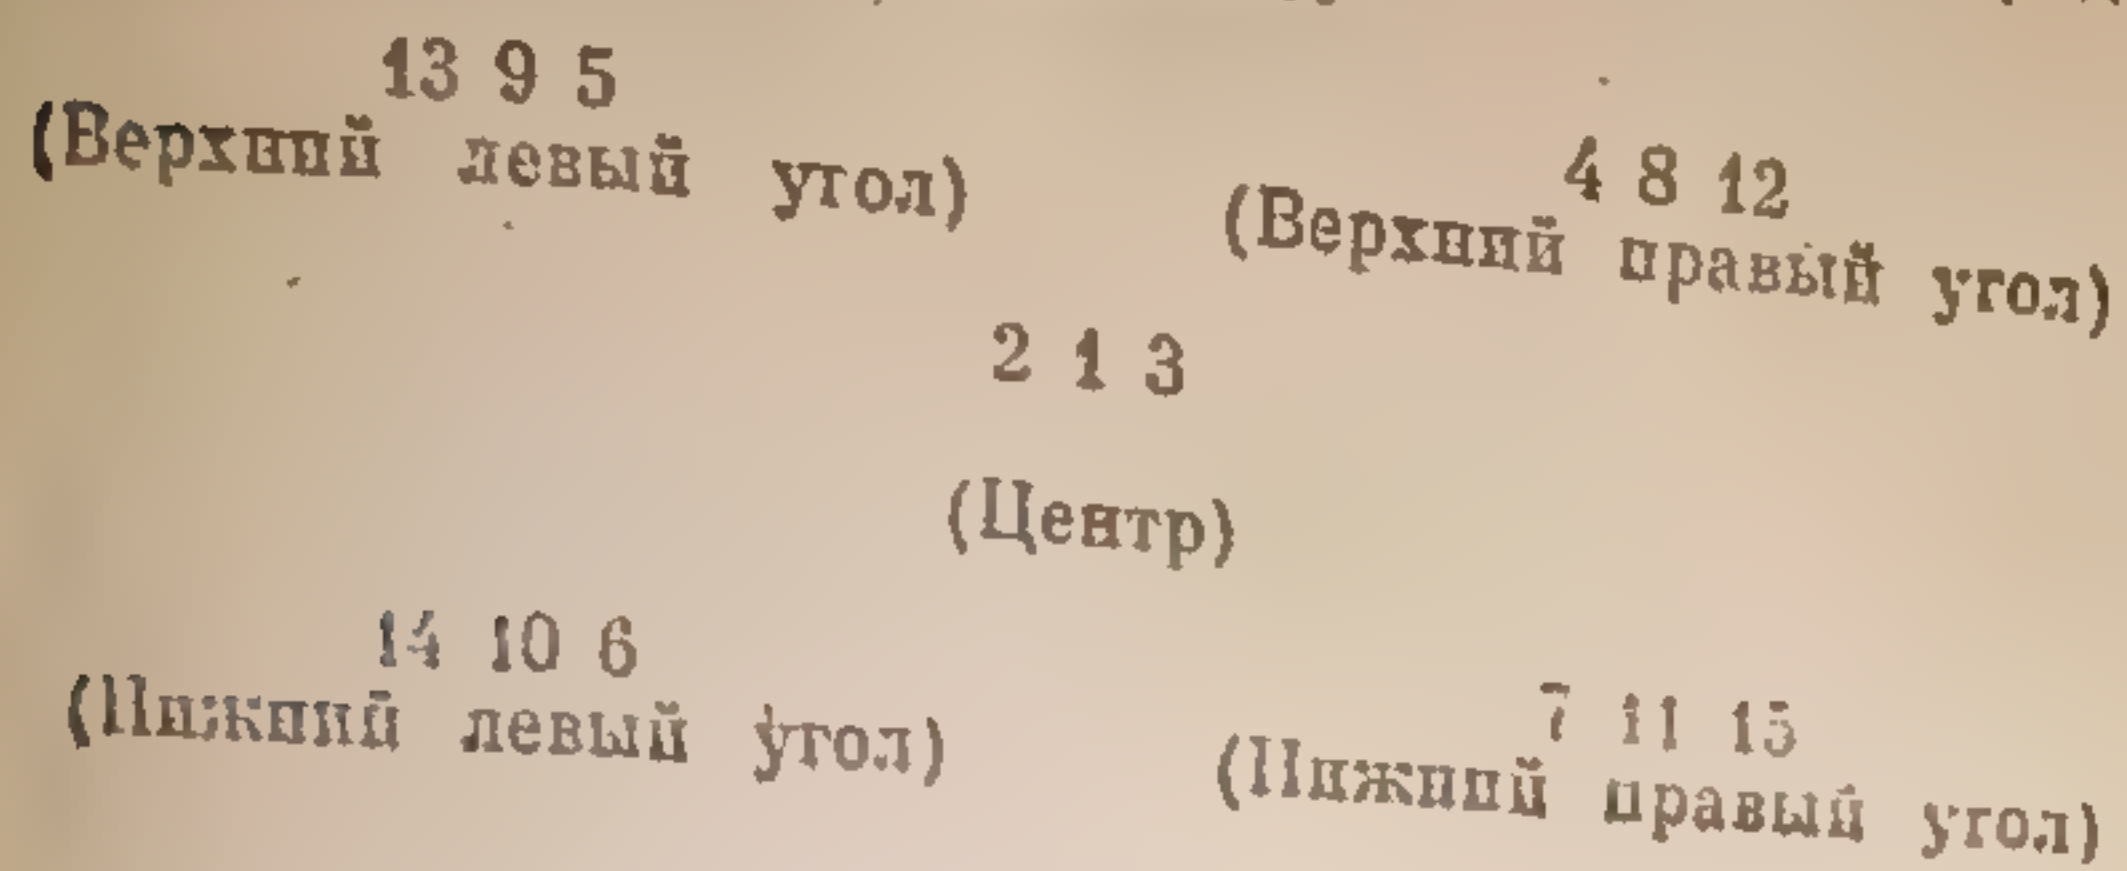 13 9 5
(Верхний левый угол)
4 8 12
(Верхний правый угол)
2 1 3
(Центр)
14 10 6
(Нижний левый угол)
7 11 15
(Нижний правый угол)